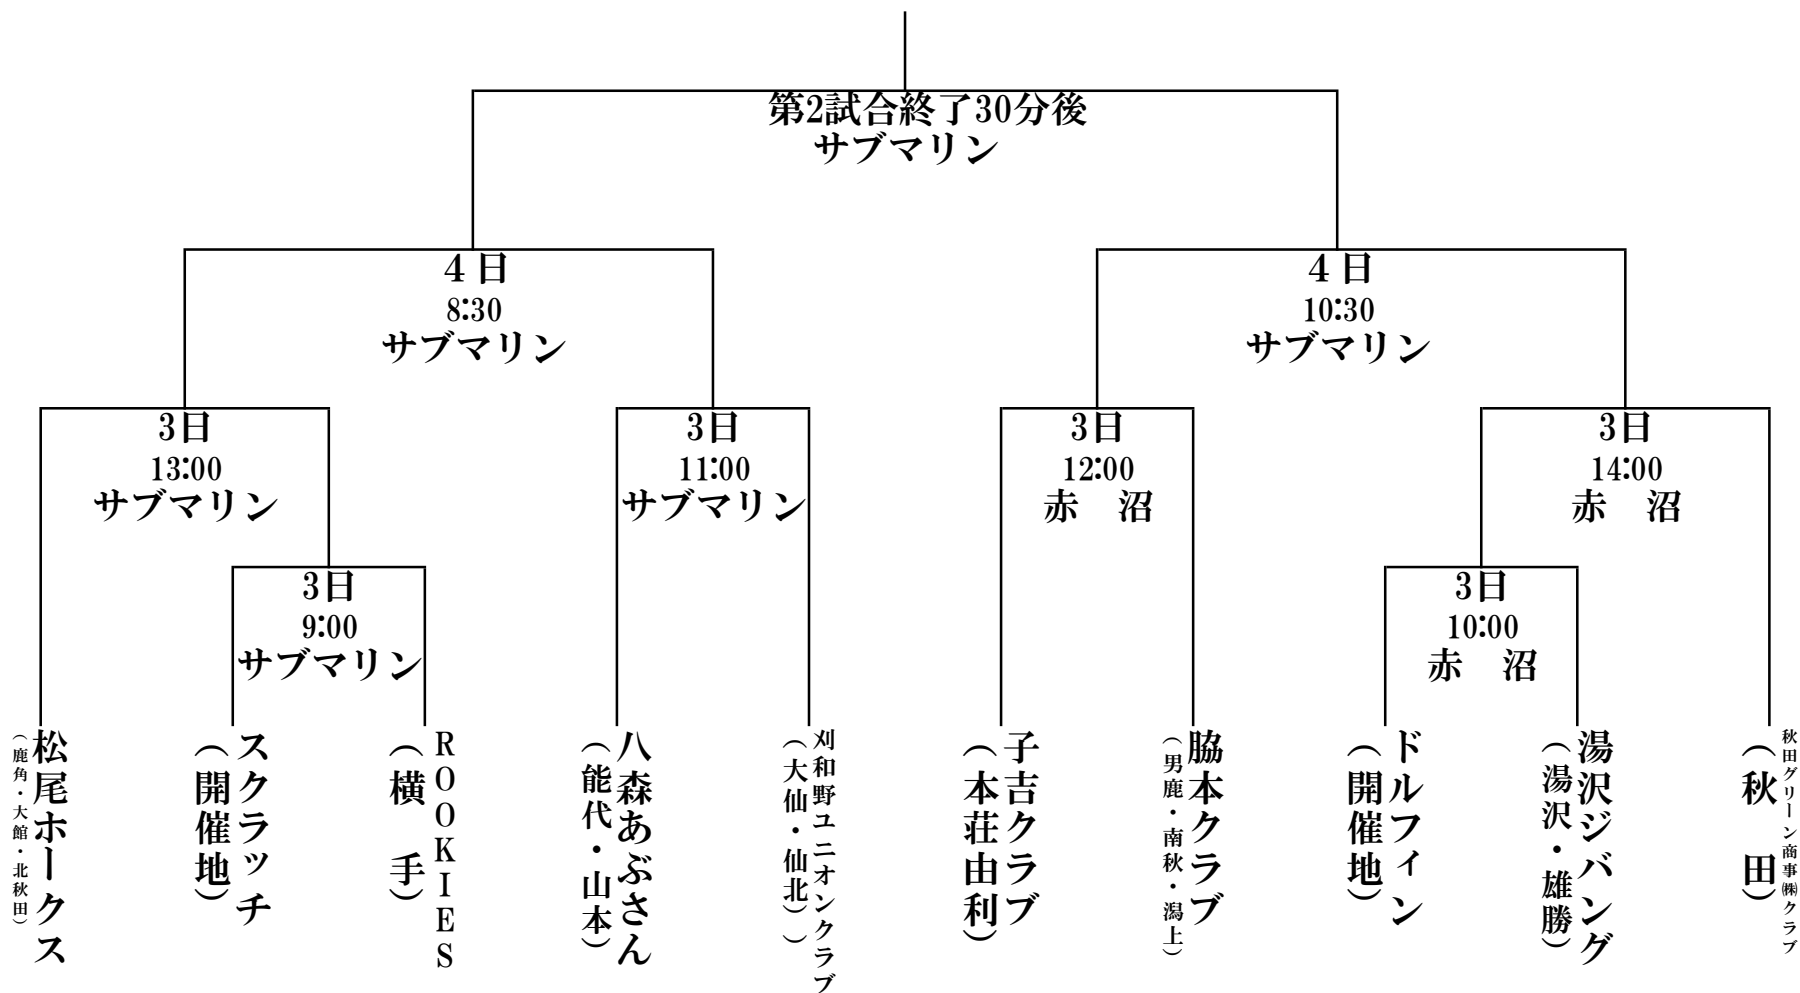 第2試合終了30分後
サブマリン
4日
8:30
サブマリン
4日
10:30
サブマリン
3日
13:00
サブマリン
3日
11:00
サブマリン
3日
12:00
赤　沼
3日
14:00
赤　沼
3日
9:00
サブマリン
3日
10:00
赤　沼
松尾ホークス
（鹿角・大館・北秋田）
スクラッチ
（開催地）
ROOKIES
（横　手）
八森あぶさん
（能代・山本）
刈和野ユニオンクラブ
（大仙・仙北））
子吉クラブ
（本荘由利）
脇本クラブ
（男鹿・南秋・潟上）
ドルフィン
（開催地）
湯沢ジバング
（湯沢・雄勝）
秋田グリーン商事㈱クラブ
（秋　田）